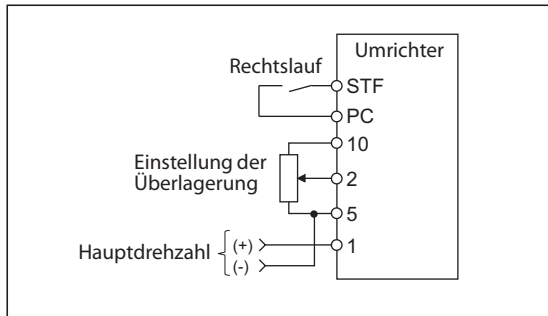 Umrichter
Rechtslauf
STF
PC
10
Einstellung der
Überlagerung
2
5
Hauptdrehzahl
(+)
1
(-)